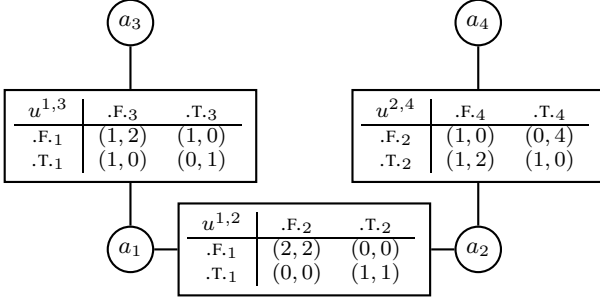 a₃ a₄
u¹,³ .F.₃ .T.₃
.F.₁ (1, 2) (1, 0)
.T.₁ (1, 0) (0, 1)
u²,⁴ .F.₄ .T.₄
.F.₂ (1, 0) (0, 4)
.T.₂ (1, 2) (1, 0)
a₁
u¹,² .F.₂ .T.₂
.F.₁ (2, 2) (0, 0)
.T.₁ (0, 0) (1, 1)
a₂